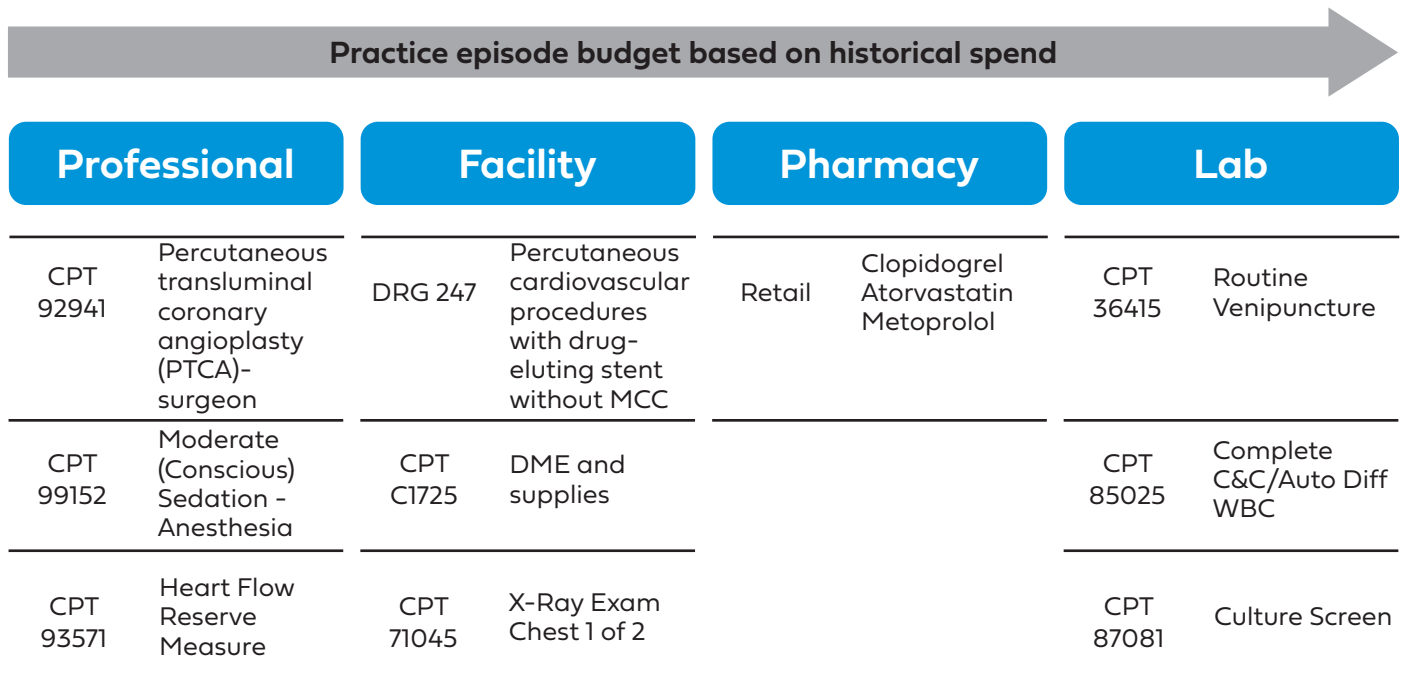 Practice episode budget based on historical spend
Professional
Facility
Pharmacy
Lab
CPT
92941
Percutaneous
transluminal
coronary
angioplasty
(PTCA)-
surgeon
DRG 247
Percutaneous
cardiovascular
procedures
with drug-
eluting stent
without MCC
Retail
Clopidogrel
Atorvastatin
Metoprolol
CPT
36415
Routine
Venipuncture
CPT
99152
Moderate
(Conscious)
Sedation -
Anesthesia
CPT
C1725
DME and
supplies
CPT
85025
Complete
C&C/Auto Diff
WBC
CPT
93571
Heart Flow
Reserve
Measure
CPT
71045
X-Ray Exam
Chest 1 of 2
CPT
87081
Culture Screen